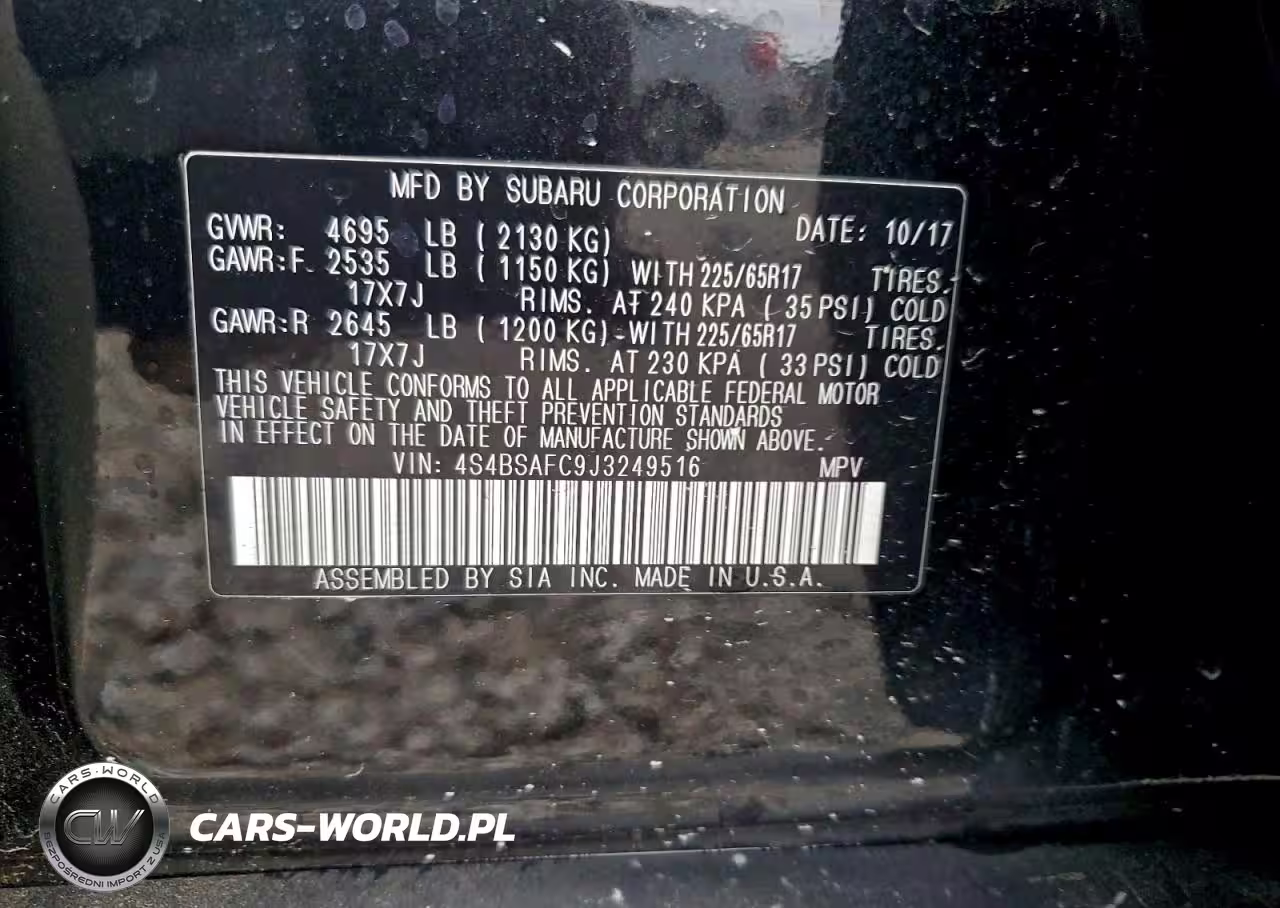 MFD BY SUBARU CORPORATION
GVWR: 4695 LB ( 2130 KG) DATE: 10/17
GAWR:F 2535 LB ( 1150 KG) WITH 225/65R17 TIRES.
17X7J RIMS. AT 240 KPA ( 35 PSI) COLD
GAWR:R 2645 LB ( 1200 KG) WITH 225/65R17 TIRES.
17X7J RIMS. AT 230 KPA ( 33 PSI) COLD
THIS VEHICLE CONFORMS TO ALL APPLICABLE FEDERAL MOTOR
VEHICLE SAFETY AND THEFT PREVENTION STANDARDS
IN EFFECT ON THE DATE OF MANUFACTURE SHOWN ABOVE.
VIN: 4S4BSAFC9J3249516 MPV
ASSEMBLED BY SIA INC. MADE IN U.S.A.
CARS-WORLD
CW
BEZPOŚREDNI IMPORT Z USA
CARS-WORLD.PL